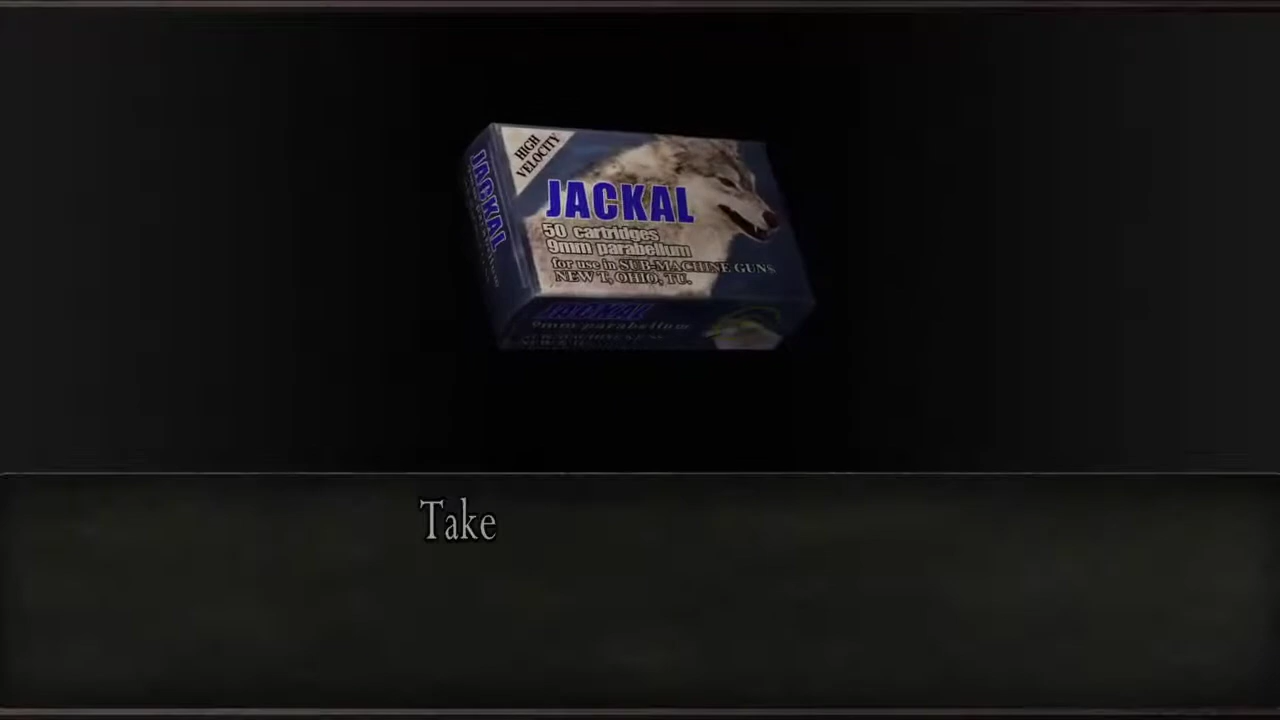 HIGH
VELOCITY
JACKAL
JACKAL
50 cartridges
9mm parabellum
for use in SUB-MACHINE GUNS
NEW T, OHIO, TU.
JACKAL
9mm parabellum
Take